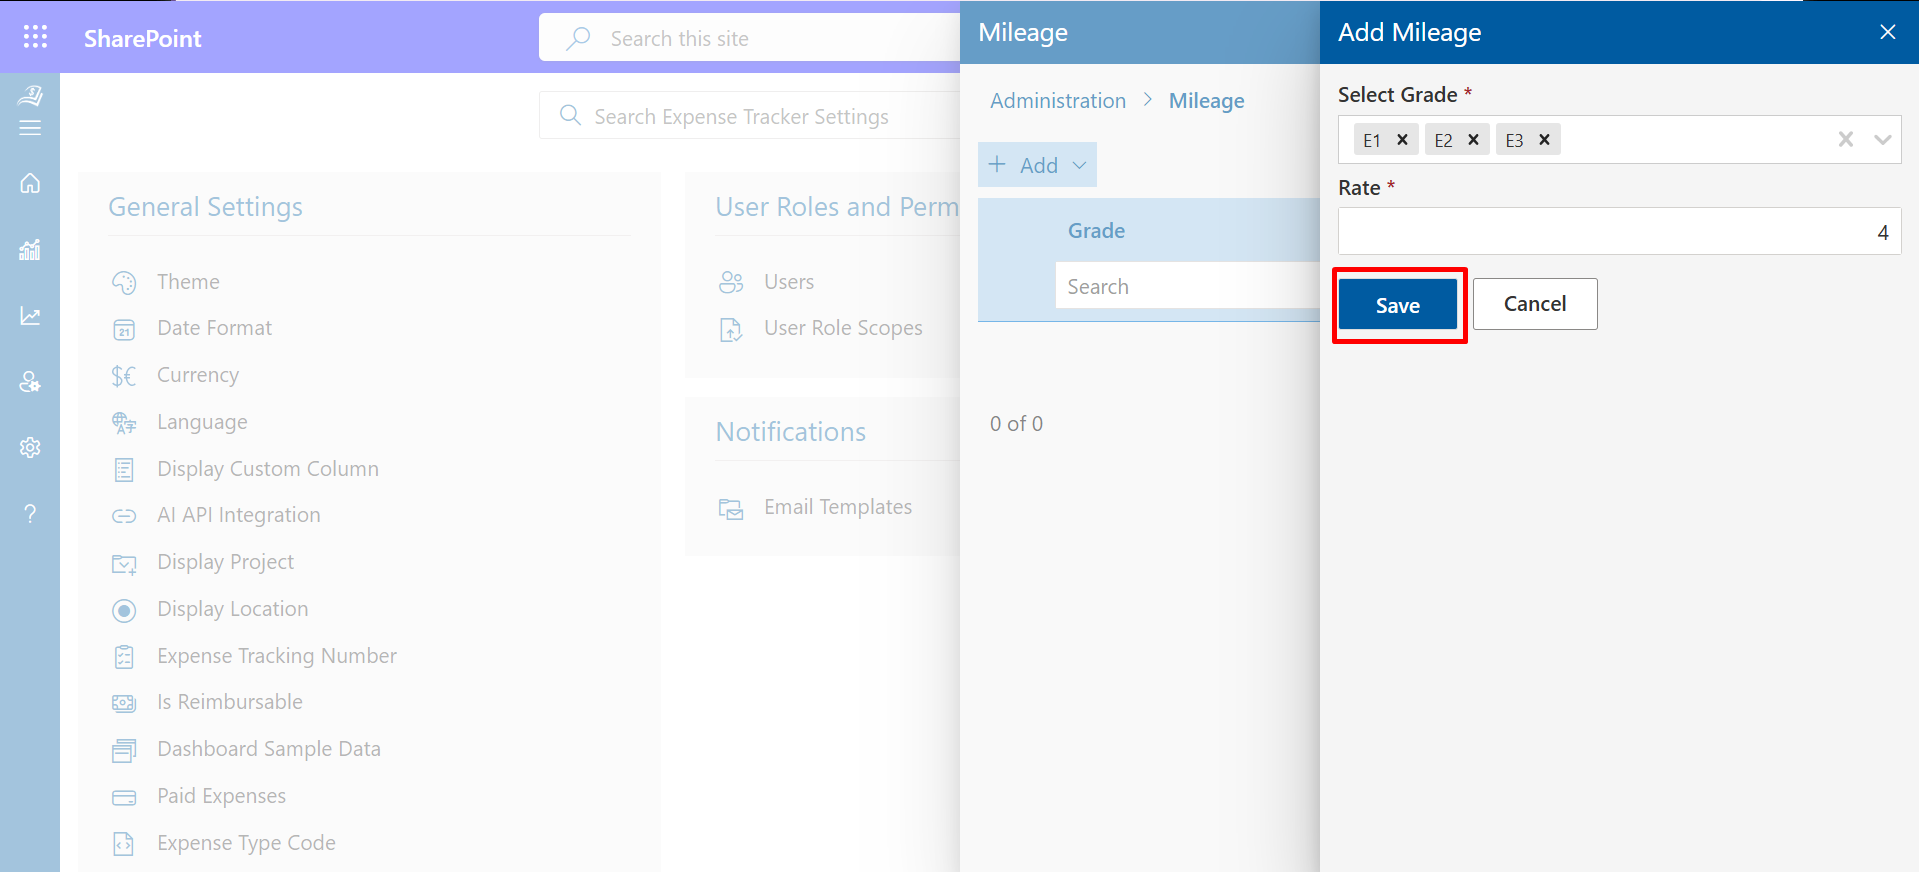 SharePoint
Search this site
Search Expense Tracker Settings
General Settings
Theme
21
Date Format
$€
Currency
Language
Display Custom Column
AI API Integration
Display Project
Display Location
Expense Tracking Number
Is Reimbursable
Dashboard Sample Data
Paid Expenses
Expense Type Code
User Roles and Perm
Users
User Role Scopes
Notifications
Email Templates
Mileage
Administration > Mileage
+ Add
Grade
Search
0 of 0
Add Mileage
Select Grade *
E1 E2 E3
Rate *
4
Save Cancel